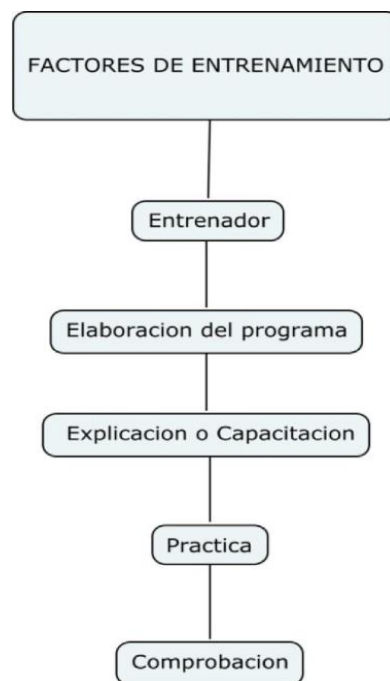 FACTORES DE ENTRENAMIENTO
Entrenador
Elaboracion del programa
Explicacion o Capacitacion
Practica
Comprobacion